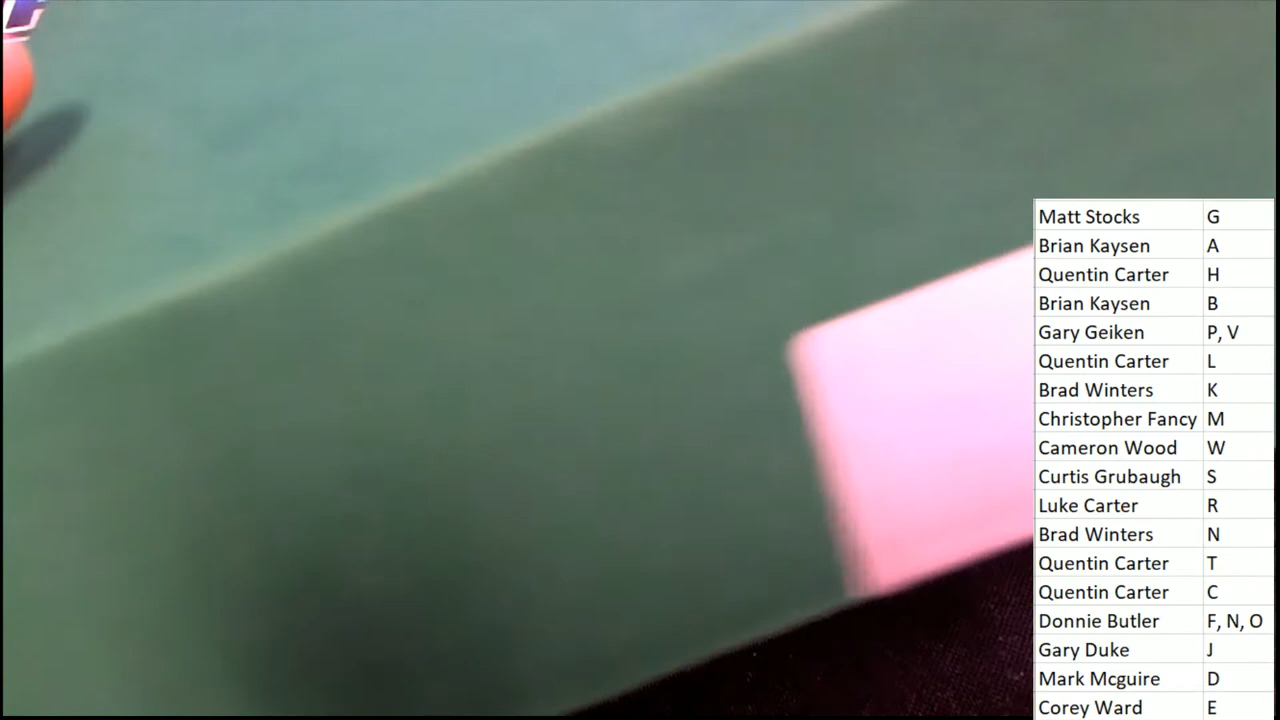 Matt Stocks G
Brian Kaysen A
Quentin Carter H
Brian Kaysen B
Gary Geiken P, V
Quentin Carter L
Brad Winters K
Christopher Fancy M
Cameron Wood W
Curtis Grubaugh S
Luke Carter R
Brad Winters N
Quentin Carter T
Quentin Carter C
Donnie Butler F, N, O
Gary Duke J
Mark Mcguire D
Corey Ward E